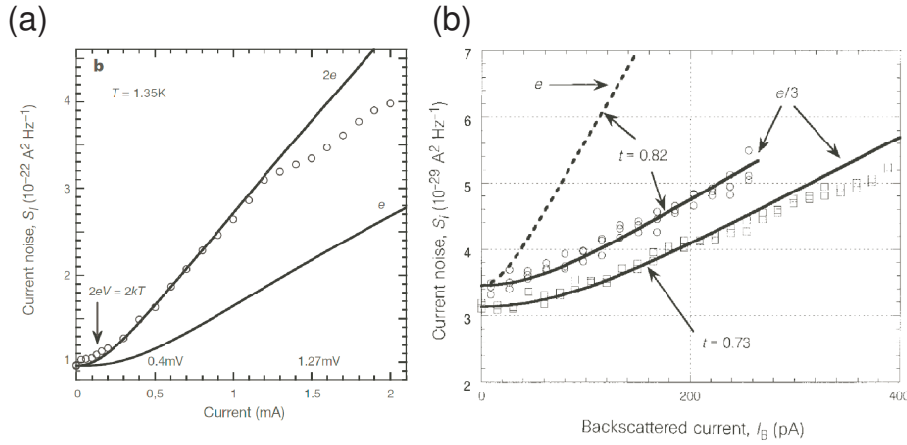 (a)
b
T = 1.35K
2e
e
2eV = 2kT
0.4mV
1.27mV
4
3
2
1
0
0,5
1
1.5
2
Current noise, S_I (10⁻²² A² Hz⁻¹)
Current (mA)
(b)
e
e/3
t = 0.82
t = 0.73
7
6
5
4
3
2
0
200
400
Current noise, S_i (10⁻²⁹ A² Hz⁻¹)
Backscattered current, I_B (pA)